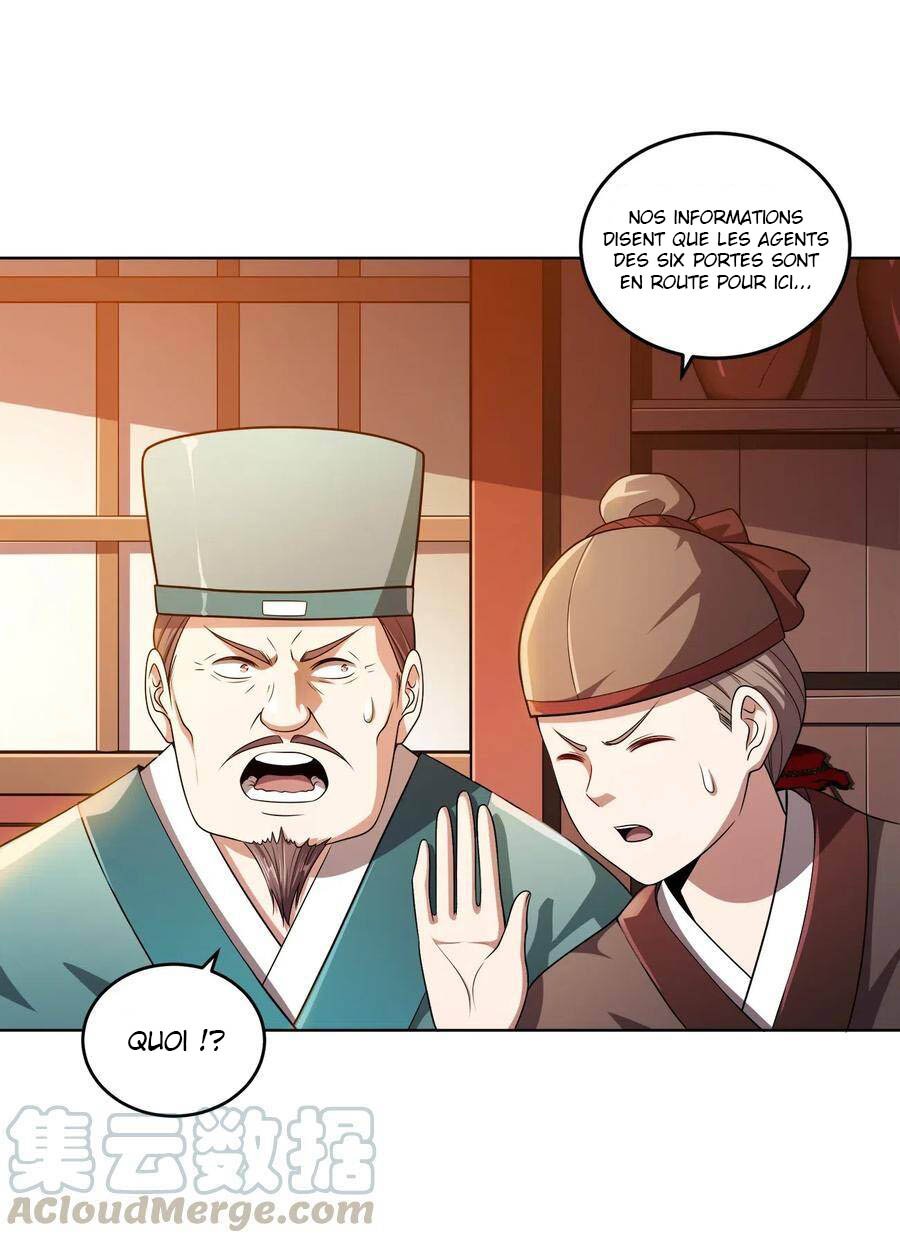 NOS INFORMATIONS
DISENT QUE LES AGENTS
DES SIX PORTES SONT
EN ROUTE POUR ICI...
QUOI !?
集云数据
AcloudMerge.com